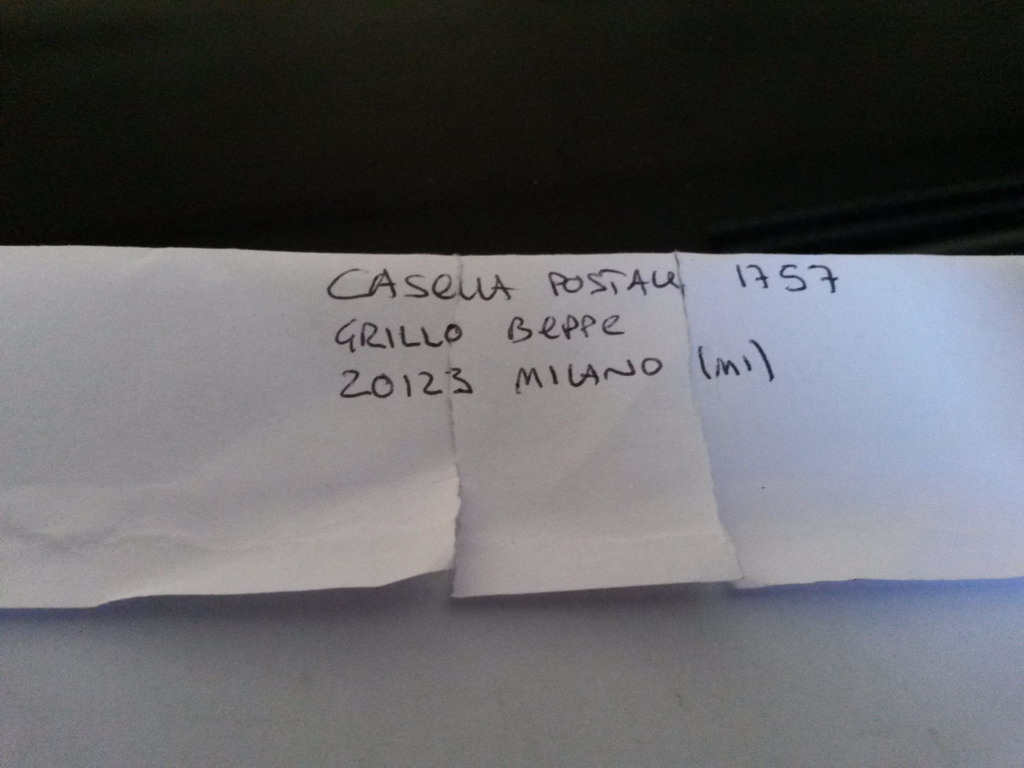 CASELLA POSTALE 1757
GRILLO BEPPE
20123 MILANO (MI)